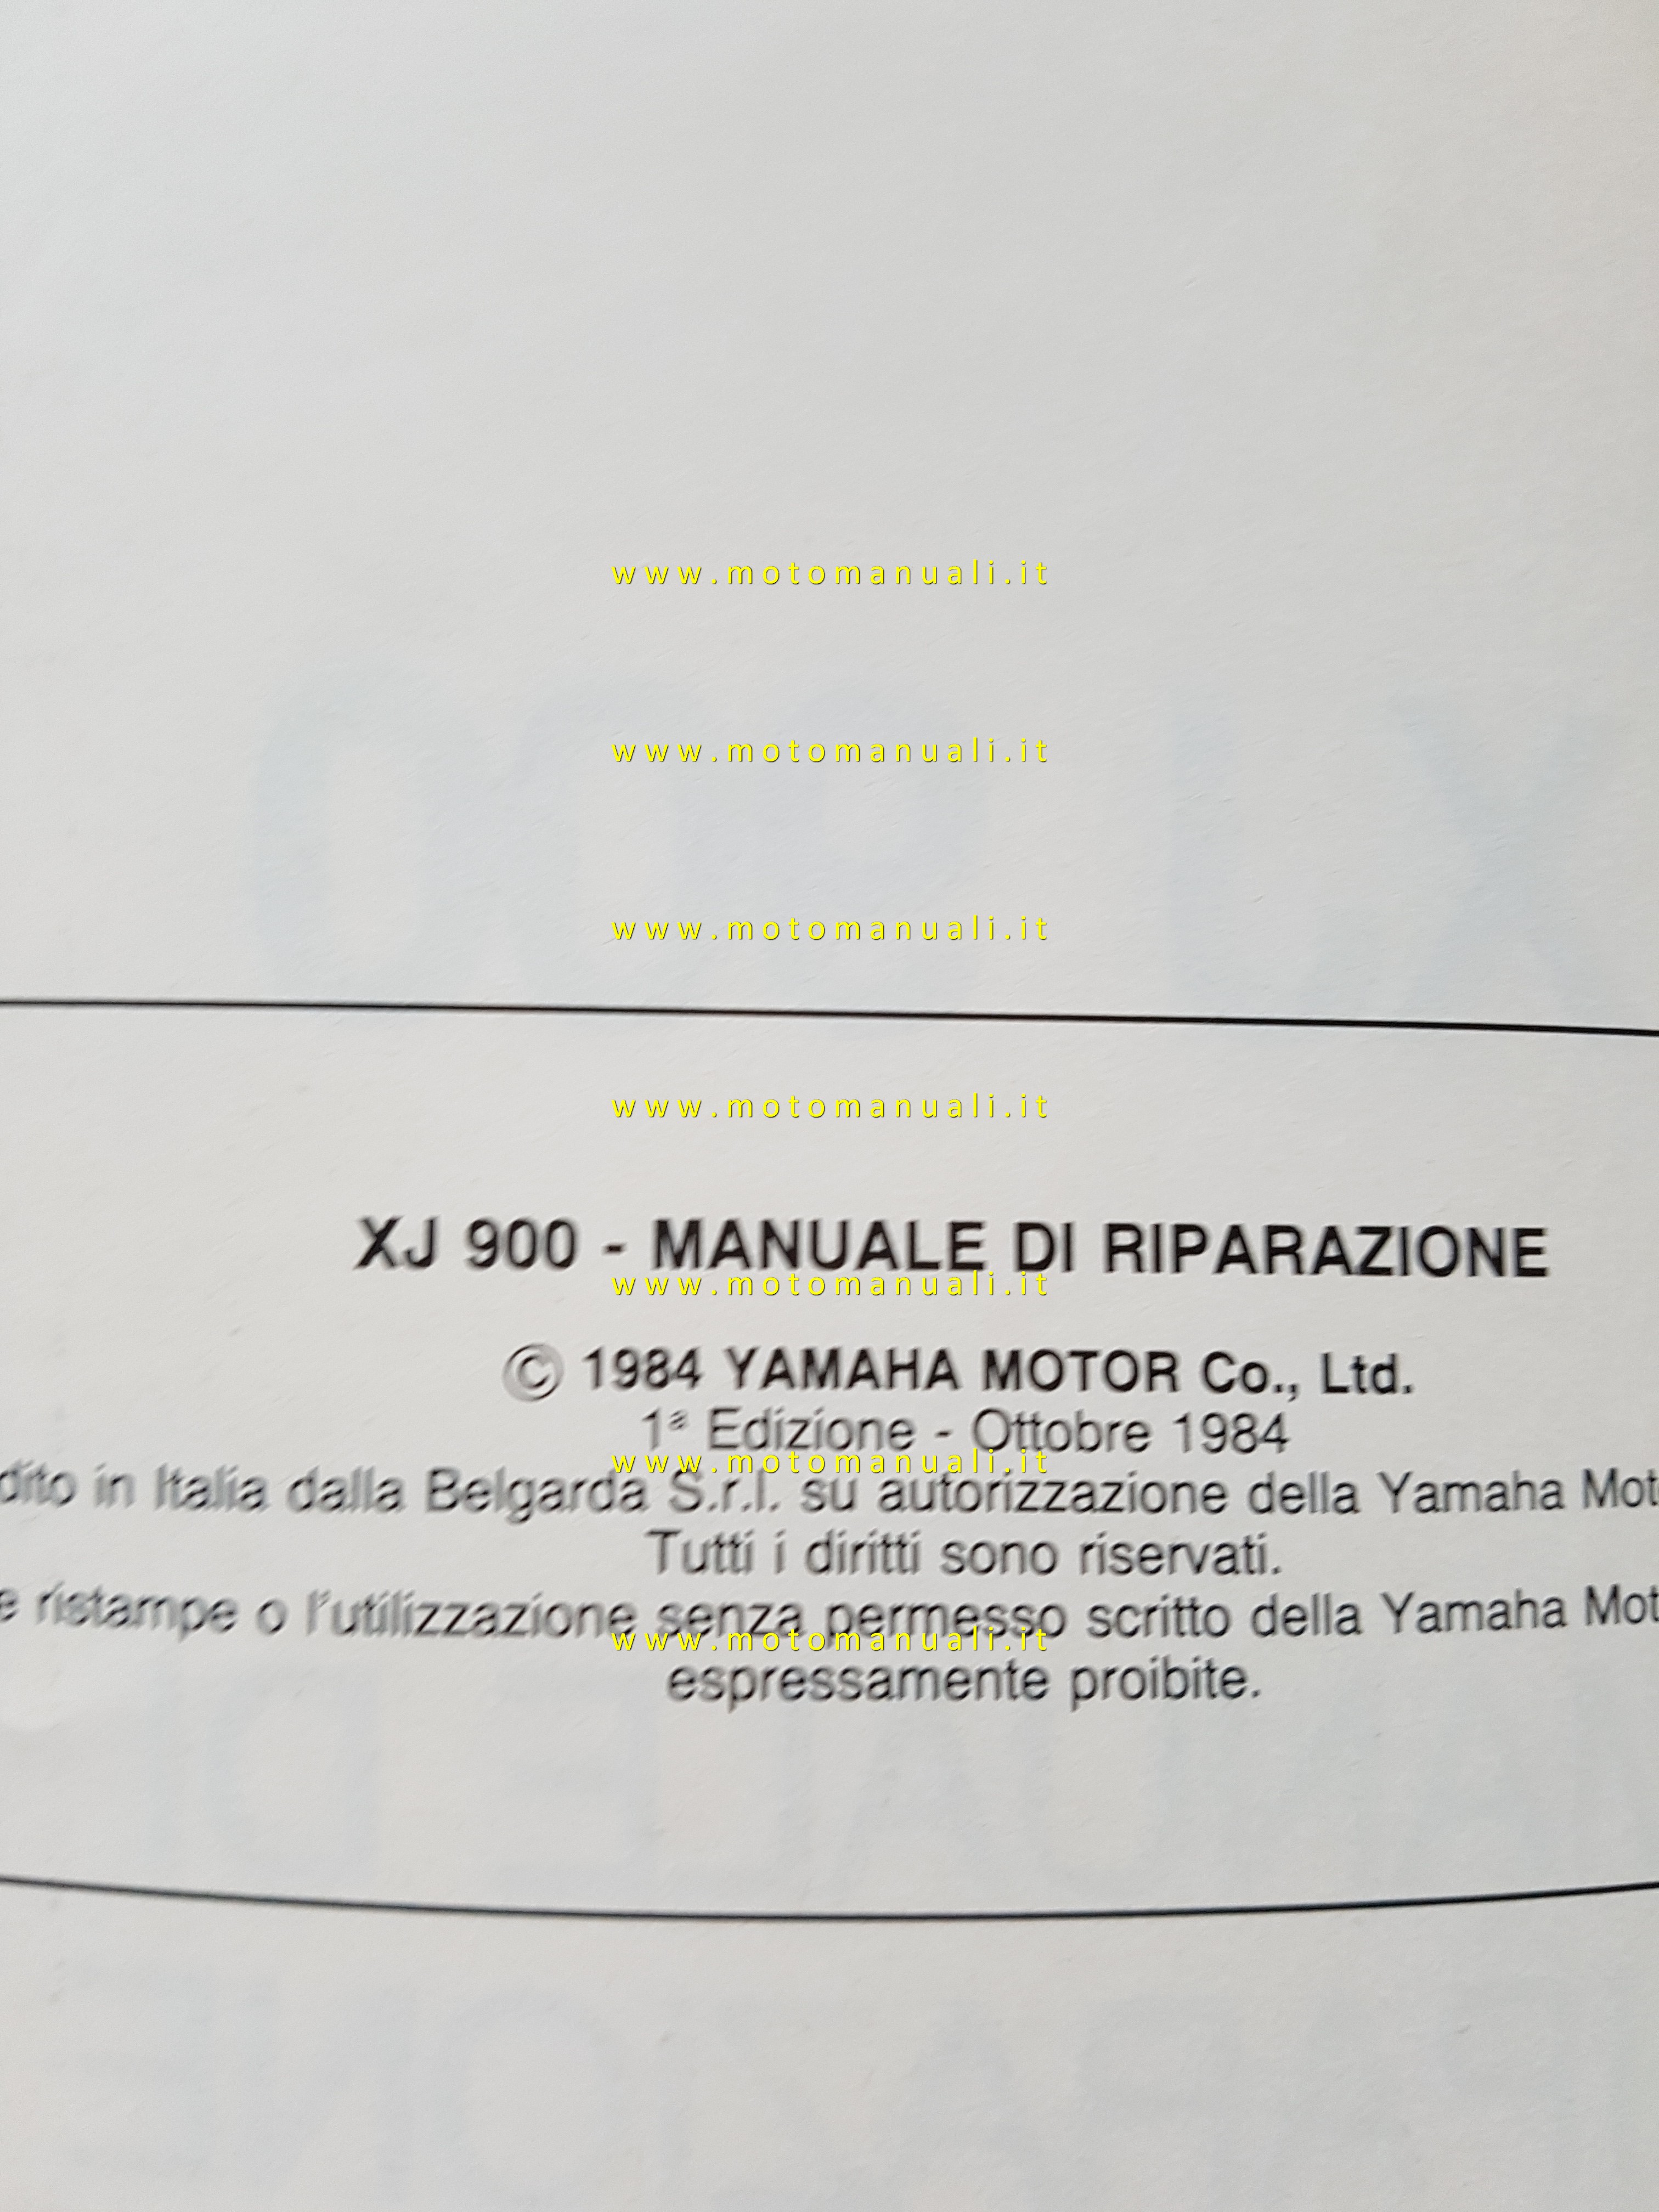 www.motomanuali.it
www.motomanuali.it
www.motomanuali.it
www.motomanuali.it
XJ 900 - MANUALE DI RIPARAZIONE
www.motomanuali.it
© 1984 YAMAHA MOTOR Co., Ltd.
1ª Edizione - Ottobre 1984
www.motomanuali.it
dito in Italia dalla Belgarda S.r.l. su autorizzazione della Yamaha Mot
Tutti i diritti sono riservati.
e ristampe o l'utilizzazione senza permesso scritto della Yamaha Mot
www.motomanuali.it
espressamente proibite.